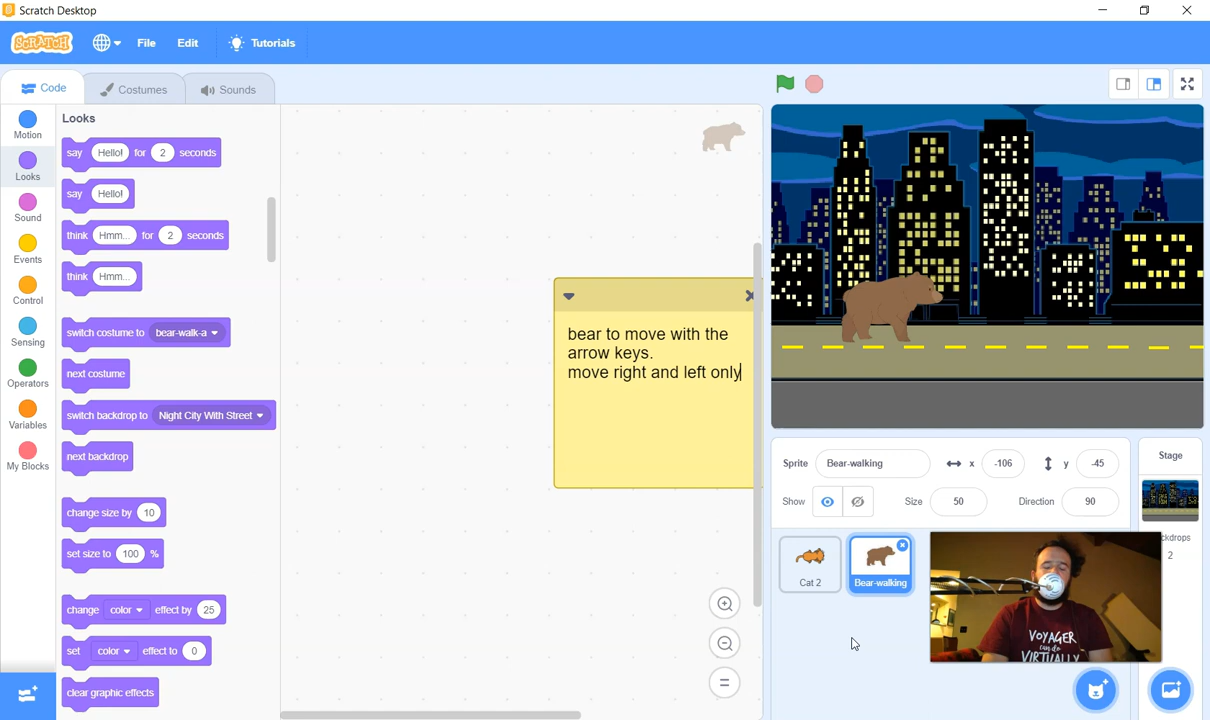 Scratch Desktop
SCRATCH File Edit Tutorials
Code Costumes Sounds
Motion
Looks
Sound
Events
Control
Sensing
Operators
Variables
My Blocks
Looks
say Hello! for 2 seconds
say Hello!
think Hmm... for 2 seconds
think Hmm...
switch costume to bear-walk-a
next costume
switch backdrop to Night City With Street
next backdrop
change size by 10
set size to 100 %
change color effect by 25
set color effect to 0
clear graphic effects
bear to move with the
arrow keys.
move right and left only
Sprite Bear-walking x -106 y -45
Show Size 50 Direction 90
Cat 2
Bear-walking
Stage
ckdrops
2
VOYAGER
can do
VIRTUALLY